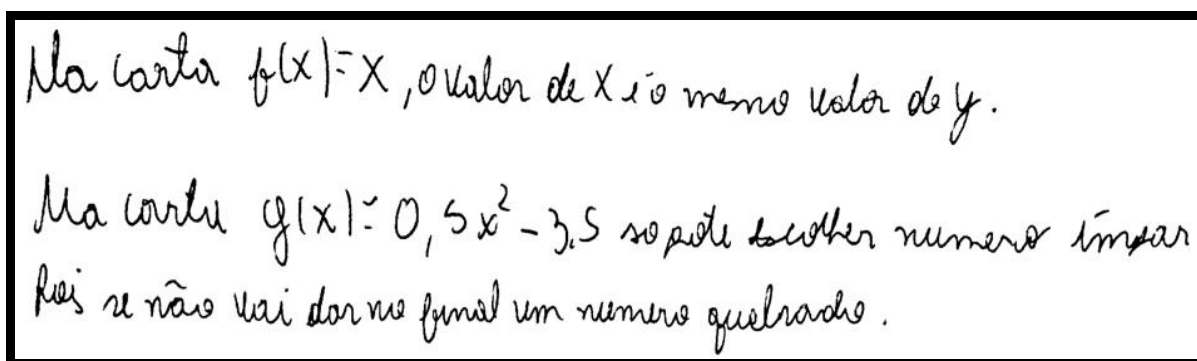 Na carta f(x)=x, o valor de x é o mesmo valor de y.
Na carta g(x)=0,5x²-3,5 so pode escolher numero ímpar
Pois se não vai dar no final um numero quebrado.